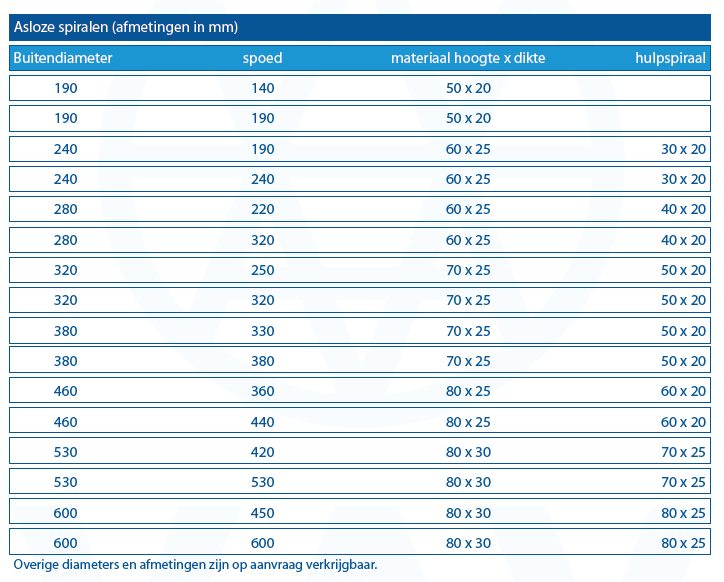 Asloze spiralen (afmetingen in mm)
Buitendiameter spoed materiaal hoogte x dikte hulpspiraal
190 140 50 x 20
190 190 50 x 20
240 190 60 x 25 30 x 20
240 240 60 x 25 30 x 20
280 220 60 x 25 40 x 20
280 320 60 x 25 40 x 20
320 250 70 x 25 50 x 20
320 320 70 x 25 50 x 20
380 330 70 x 25 50 x 20
380 380 70 x 25 50 x 20
460 360 80 x 25 60 x 20
460 440 80 x 25 60 x 20
530 420 80 x 30 70 x 25
530 530 80 x 30 70 x 25
600 450 80 x 30 80 x 25
600 600 80 x 30 80 x 25
Overige diameters en afmetingen zijn op aanvraag verkrijgbaar.